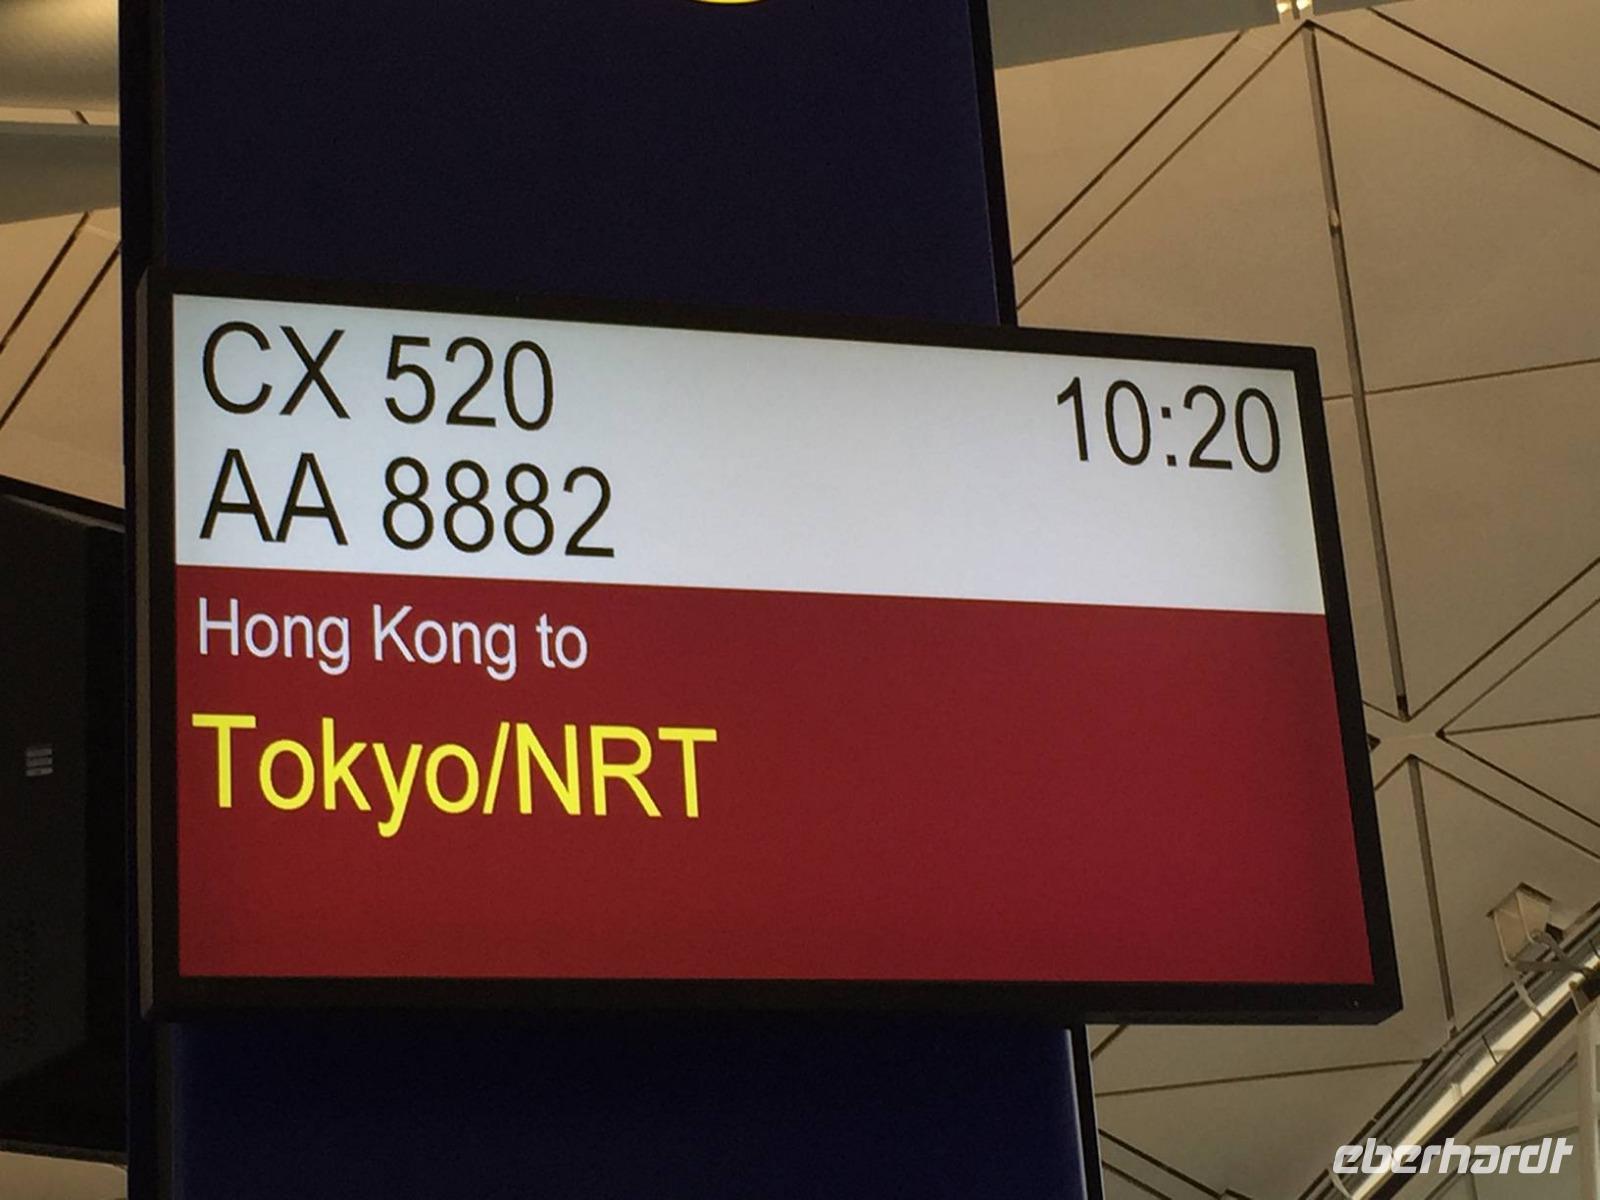 CX 520 10:20
AA 8882
Hong Kong to
Tokyo/NRT
eberhardt